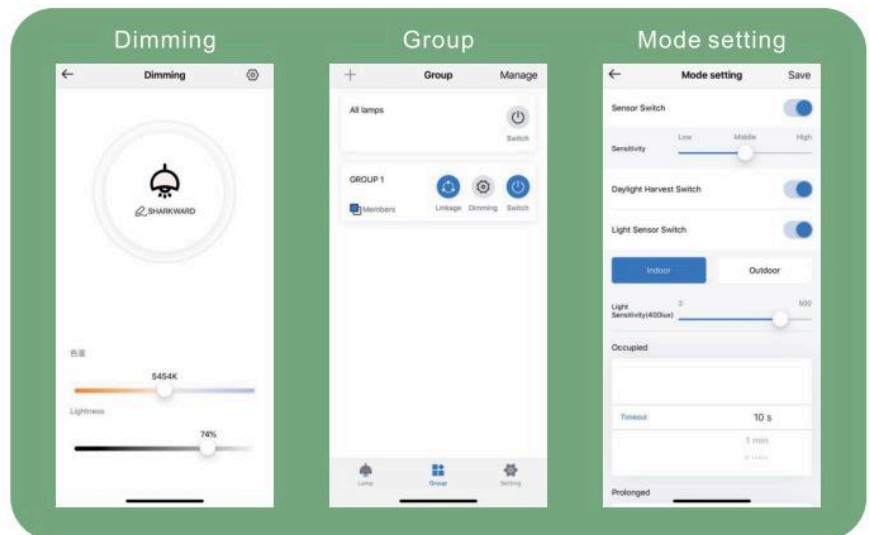 Dimming
Dimming
SHARKWARD
色温
5454K
Lightness
74%
Group
Group Manage
All lamps
Switch
GROUP 1
Members Linkage Dimming Switch
Lamp Group Setting
Mode setting
Mode setting Save
Sensor Switch
Low Middle High
Sensitivity
Daylight Harvest Switch
Light Sensor Switch
Indoor Outdoor
Light
Sensitivity(400lux)
500
Occupied
Timeout 10 s
1 min
Prolonged